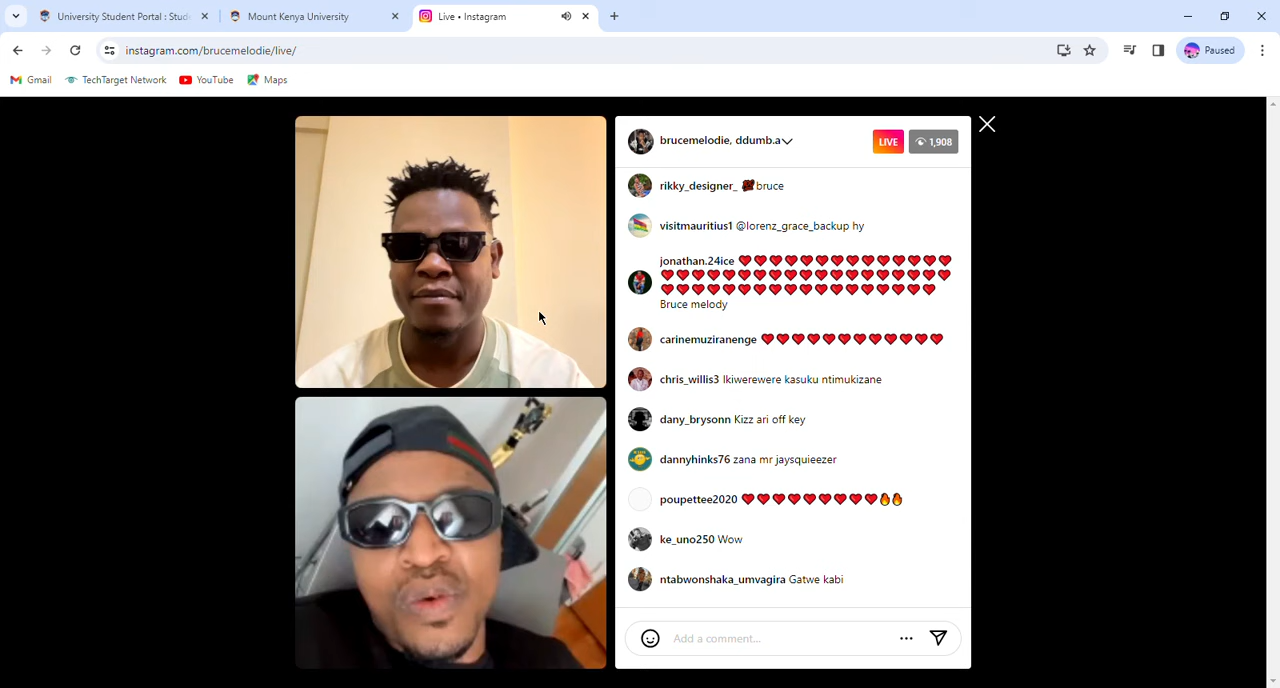 University Student Portal : Stude
Mount Kenya University
Live • Instagram
instagram.com/brucemelodie/live/
Paused
Gmail
TechTarget Network
YouTube
Maps
brucemelodie, ddumb.a
LIVE
1,908
rikky_designer_ bruce
visitmauritius1 @lorenz_grace_backup hy
jonathan.24ice ❤❤❤❤❤❤❤❤❤❤❤❤❤❤
❤❤❤❤❤❤❤❤❤❤❤❤❤❤❤❤❤❤❤
❤❤❤❤❤❤❤❤❤❤❤❤❤❤❤❤❤❤
Bruce melody
carinemuziranenge ❤❤❤❤❤❤❤❤❤❤❤❤
chris_willis3 Ikiwerewere kasuku ntimukizane
dany_brysonn Kizz ari off key
dannyhinks76 zana mr jaysquieezer
poupettee2020 ❤❤❤❤❤❤❤❤❤🔥🔥
ke_uno250 Wow
ntabwonshaka_umvagira Gatwe kabi
Add a comment...